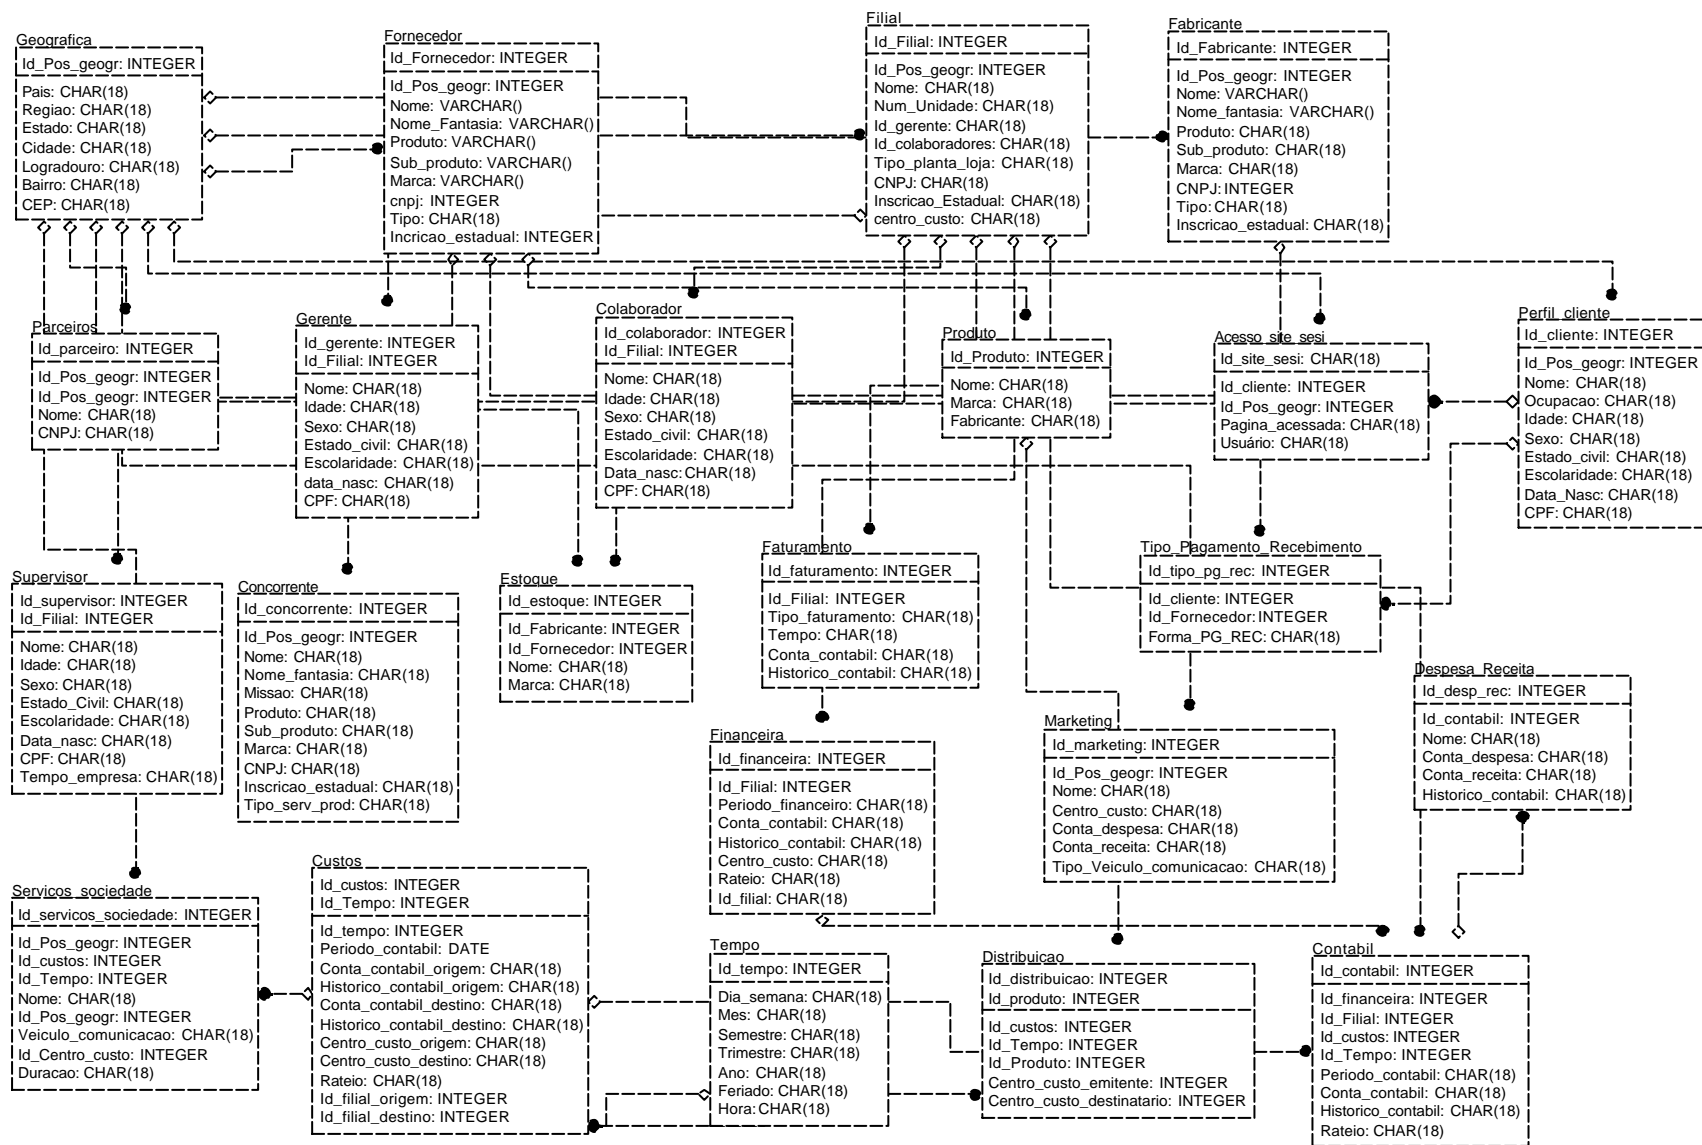 Geografica
Id_Pos_geogr: INTEGER
Pais: CHAR(18)
Regiao: CHAR(18)
Estado: CHAR(18)
Cidade: CHAR(18)
Logradouro: CHAR(18)
Bairro: CHAR(18)
CEP: CHAR(18)
Fornecedor
Id_Fornecedor: INTEGER
Id_Pos_geogr: INTEGER
Nome: VARCHAR()
Nome_Fantasia: VARCHAR()
Produto: VARCHAR()
Sub_produto: VARCHAR()
Marca: VARCHAR()
cnpj: INTEGER
Tipo: CHAR(18)
Incricao_estadual: INTEGER
Filial
Id_Filial: INTEGER
Id_Pos_geogr: INTEGER
Nome: CHAR(18)
Num_Unidade: CHAR(18)
Id_gerente: CHAR(18)
Id_colaboradores: CHAR(18)
Tipo_planta_loja: CHAR(18)
CNPJ: CHAR(18)
Inscricao_Estadual: CHAR(18)
centro_custo: CHAR(18)
Fabricante
Id_Fabricante: INTEGER
Id_Pos_geogr: INTEGER
Nome: VARCHAR()
Nome_fantasia: VARCHAR()
Produto: CHAR(18)
Sub_produto: CHAR(18)
Marca: CHAR(18)
CNPJ: INTEGER
Tipo: CHAR(18)
Inscricao_estadual: CHAR(18)
Parceiros
Id_parceiro: INTEGER
Id_Pos_geogr: INTEGER
Id_Pos_geogr: INTEGER
Nome: CHAR(18)
CNPJ: CHAR(18)
Gerente
Id_gerente: INTEGER
Id_Filial: INTEGER
Nome: CHAR(18)
Idade: CHAR(18)
Sexo: CHAR(18)
Estado_civil: CHAR(18)
Escolaridade: CHAR(18)
data_nasc: CHAR(18)
CPF: CHAR(18)
Colaborador
Id_colaborador: INTEGER
Id_Filial: INTEGER
Nome: CHAR(18)
Idade: CHAR(18)
Sexo: CHAR(18)
Estado_civil: CHAR(18)
Escolaridade: CHAR(18)
Data_nasc: CHAR(18)
CPF: CHAR(18)
Produto
Id_Produto: INTEGER
Nome: CHAR(18)
Marca: CHAR(18)
Fabricante: CHAR(18)
Acesso_site_sesi
Id_site_sesi: CHAR(18)
Id_cliente: INTEGER
Id_Pos_geogr: INTEGER
Pagina_acessada: CHAR(18)
Usuário: CHAR(18)
Perfil_cliente
Id_cliente: INTEGER
Id_Pos_geogr: INTEGER
Nome: CHAR(18)
Ocupacao: CHAR(18)
Idade: CHAR(18)
Sexo: CHAR(18)
Estado_civil: CHAR(18)
Escolaridade: CHAR(18)
Data_Nasc: CHAR(18)
CPF: CHAR(18)
Supervisor
Id_supervisor: INTEGER
Id_Filial: INTEGER
Nome: CHAR(18)
Idade: CHAR(18)
Sexo: CHAR(18)
Estado_Civil: CHAR(18)
Escolaridade: CHAR(18)
Data_nasc: CHAR(18)
CPF: CHAR(18)
Tempo_empresa: CHAR(18)
Concorrente
Id_concorrente: INTEGER
Id_Pos_geogr: INTEGER
Nome: CHAR(18)
Nome_fantasia: CHAR(18)
Missao: CHAR(18)
Produto: CHAR(18)
Sub_produto: CHAR(18)
Marca: CHAR(18)
CNPJ: CHAR(18)
Inscricao_estadual: CHAR(18)
Tipo_serv_prod: CHAR(18)
Estoque
Id_estoque: INTEGER
Id_Fabricante: INTEGER
Id_Fornecedor: INTEGER
Nome: CHAR(18)
Marca: CHAR(18)
Faturamento
Id_faturamento: INTEGER
Id_Filial: INTEGER
Tipo_faturamento: CHAR(18)
Tempo: CHAR(18)
Conta_contabil: CHAR(18)
Historico_contabil: CHAR(18)
Tipo_Pagamento_Recebimento
Id_tipo_pg_rec: INTEGER
Id_cliente: INTEGER
Id_Fornecedor: INTEGER
Forma_PG_REC: CHAR(18)
Despesa_Receita
Id_desp_rec: INTEGER
Id_contabil: INTEGER
Nome: CHAR(18)
Conta_despesa: CHAR(18)
Conta_receita: CHAR(18)
Historico_contabil: CHAR(18)
Financeira
Id_financeira: INTEGER
Id_Filial: INTEGER
Periodo_financeiro: CHAR(18)
Conta_contabil: CHAR(18)
Historico_contabil: CHAR(18)
Centro_custo: CHAR(18)
Rateio: CHAR(18)
Id_filial: CHAR(18)
Marketing
Id_marketing: INTEGER
Id_Pos_geogr: INTEGER
Nome: CHAR(18)
Centro_custo: CHAR(18)
Conta_despesa: CHAR(18)
Conta_receita: CHAR(18)
Tipo_Veiculo_comunicacao: CHAR(18)
Servicos_sociedade
Id_servicos_sociedade: INTEGER
Id_Pos_geogr: INTEGER
Id_custos: INTEGER
Id_Tempo: INTEGER
Nome: CHAR(18)
Id_Pos_geogr: INTEGER
Veiculo_comunicacao: CHAR(18)
Id_Centro_custo: INTEGER
Duracao: CHAR(18)
Custos
Id_custos: INTEGER
Id_Tempo: INTEGER
Id_tempo: INTEGER
Periodo_contabil: DATE
Conta_contabil_origem: CHAR(18)
Historico_contabil_origem: CHAR(18)
Conta_contabil_destino: CHAR(18)
Historico_contabil_destino: CHAR(18)
Centro_custo_origem: CHAR(18)
Centro_custo_destino: CHAR(18)
Rateio: CHAR(18)
Id_filial_origem: INTEGER
Id_filial_destino: INTEGER
Tempo
Id_tempo: INTEGER
Dia_semana: CHAR(18)
Mes: CHAR(18)
Semestre: CHAR(18)
Trimestre: CHAR(18)
Ano: CHAR(18)
Feriado: CHAR(18)
Hora: CHAR(18)
Distribuicao
Id_distribuicao: INTEGER
Id_produto: INTEGER
Id_custos: INTEGER
Id_Tempo: INTEGER
Id_Produto: INTEGER
Centro_custo_emitente: INTEGER
Centro_custo_destinatario: INTEGER
Contabil
Id_contabil: INTEGER
Id_financeira: INTEGER
Id_Filial: INTEGER
Id_custos: INTEGER
Id_Tempo: INTEGER
Periodo_contabil: CHAR(18)
Conta_contabil: CHAR(18)
Historico_contabil: CHAR(18)
Rateio: CHAR(18)